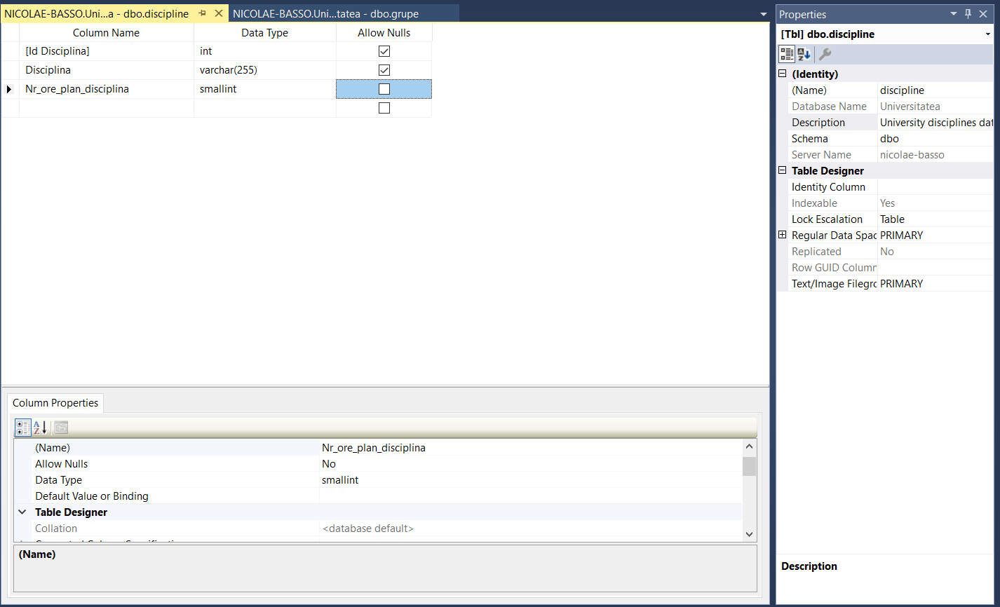 NICOLAE-BASSO.Uni...a - dbo.discipline
NICOLAE-BASSO.Uni...tatea - dbo.grupe
Column Name Data Type Allow Nulls
[Id Disciplina] int
Disciplina varchar(255)
Nr_ore_plan_disciplina smallint
Column Properties
(Name) Nr_ore_plan_disciplina
Allow Nulls No
Data Type smallint
Default Value or Binding
Table Designer
Collation <database default>
(Name)
Properties
[Tbl] dbo.discipline
(Identity)
(Name) discipline
Database Name Universitatea
Description University disciplines dat
Schema dbo
Server Name nicolae-basso
Table Designer
Identity Column
Indexable Yes
Lock Escalation Table
Regular Data Spac PRIMARY
Replicated No
Row GUID Column
Text/Image Filegro PRIMARY
Description